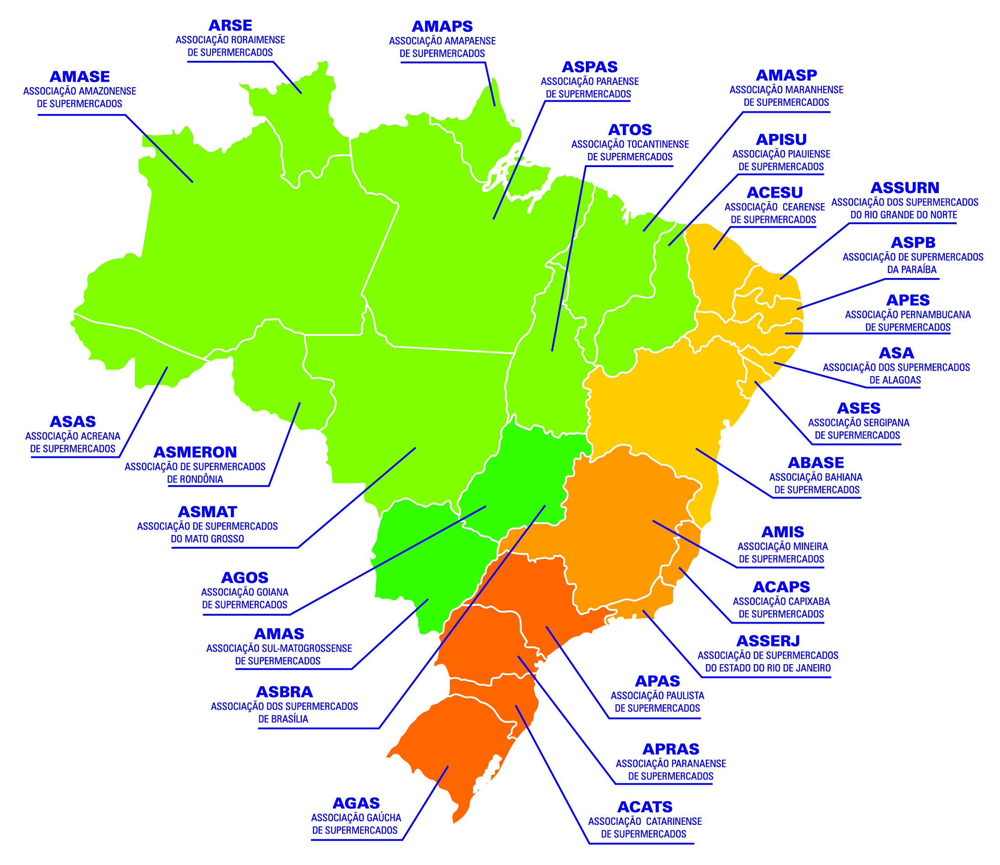 ARSE
ASSOCIAÇÃO RORAIMENSE
DE SUPERMERCADOS
AMAPS
ASSOCIAÇÃO AMAPAENSE
DE SUPERMERCADOS
ASPAS
ASSOCIAÇÃO PARAENSE
DE SUPERMERCADOS
AMASE
ASSOCIAÇÃO AMAZONENSE
DE SUPERMERCADOS
AMASP
ASSOCIAÇÃO MARANHENSE
DE SUPERMERCADOS
ATOS
ASSOCIAÇÃO TOCANTINENSE
DE SUPERMERCADOS
APISU
ASSOCIAÇÃO PIAUIENSE
DE SUPERMERCADOS
ACESU
ASSOCIAÇÃO CEARENSE
DE SUPERMERCADOS
ASSURN
ASSOCIAÇÃO DOS SUPERMERCADOS
DO RIO GRANDE DO NORTE
ASPB
ASSOCIAÇÃO DE SUPERMERCADOS
DA PARAÍBA
APES
ASSOCIAÇÃO PERNAMBUCANA
DE SUPERMERCADOS
ASA
ASSOCIAÇÃO DOS SUPERMERCADOS
DE ALAGOAS
ASES
ASSOCIAÇÃO SERGIPANA
DE SUPERMERCADOS
ASAS
ASSOCIAÇÃO ACREANA
DE SUPERMERCADOS
ASMERON
ASSOCIAÇÃO DE SUPERMERCADOS
DE RONDÔNIA
ABASE
ASSOCIAÇÃO BAHIANA
DE SUPERMERCADOS
ASMAT
ASSOCIAÇÃO DE SUPERMERCADOS
DO MATO GROSSO
AMIS
ASSOCIAÇÃO MINEIRA
DE SUPERMERCADOS
AGOS
ASSOCIAÇÃO GOIANA
DE SUPERMERCADOS
ACAPS
ASSOCIAÇÃO CAPIXABA
DE SUPERMERCADOS
AMAS
ASSOCIAÇÃO SUL-MATOGROSSENSE
DE SUPERMERCADOS
ASSERJ
ASSOCIAÇÃO DE SUPERMERCADOS
DO ESTADO DO RIO DE JANEIRO
ASBRA
ASSOCIAÇÃO DOS SUPERMERCADOS
DE BRASÍLIA
APAS
ASSOCIAÇÃO PAULISTA
DE SUPERMERCADOS
APRAS
ASSOCIAÇÃO PARANAENSE
DE SUPERMERCADOS
AGAS
ASSOCIAÇÃO GAÚCHA
DE SUPERMERCADOS
ACATS
ASSOCIAÇÃO CATARINENSE
DE SUPERMERCADOS